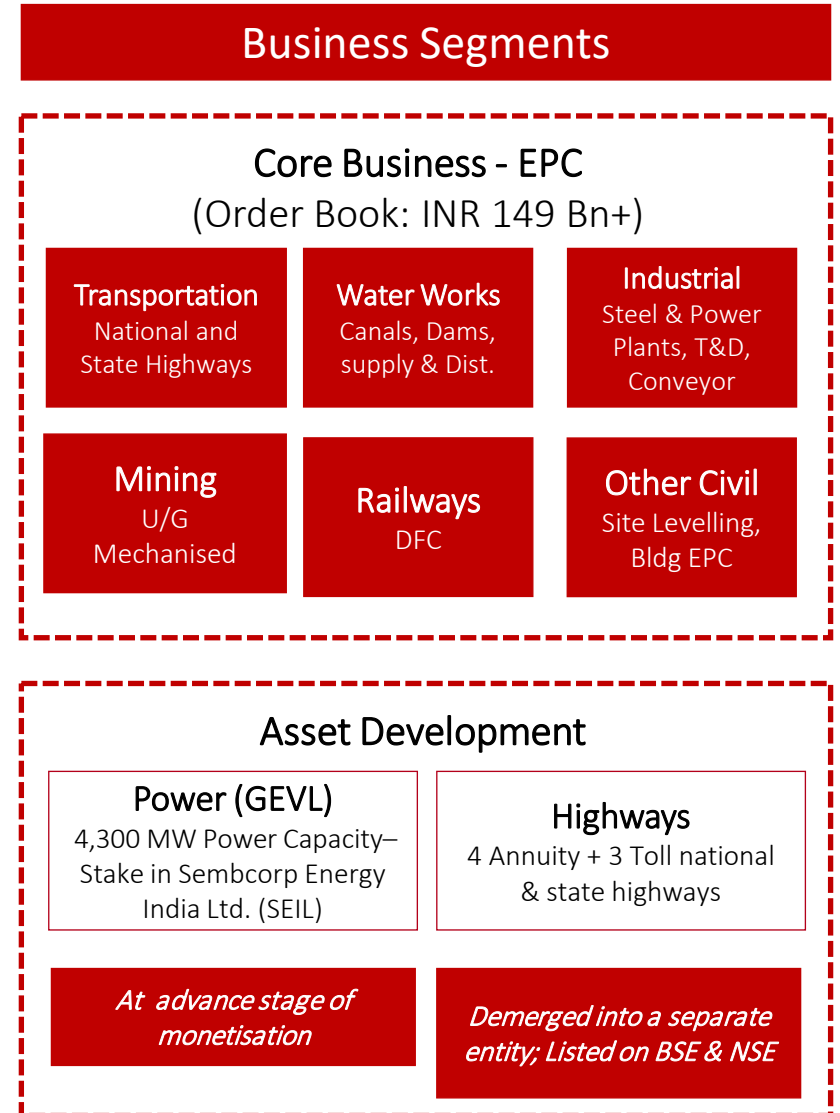 Business Segments
Core Business - EPC
(Order Book: INR 149 Bn+)
Transportation
National and
State Highways
Water Works
Canals, Dams,
supply & Dist.
Industrial
Steel & Power
Plants, T&D,
Conveyor
Mining
U/G
Mechanised
Railways
DFC
Other Civil
Site Levelling,
Bldg EPC
Asset Development
Power (GEVL)
4,300 MW Power Capacity–
Stake in Sembcorp Energy
India Ltd. (SEIL)
Highways
4 Annuity + 3 Toll national
& state highways
At advance stage of
monetisation
Demerged into a separate
entity; Listed on BSE & NSE